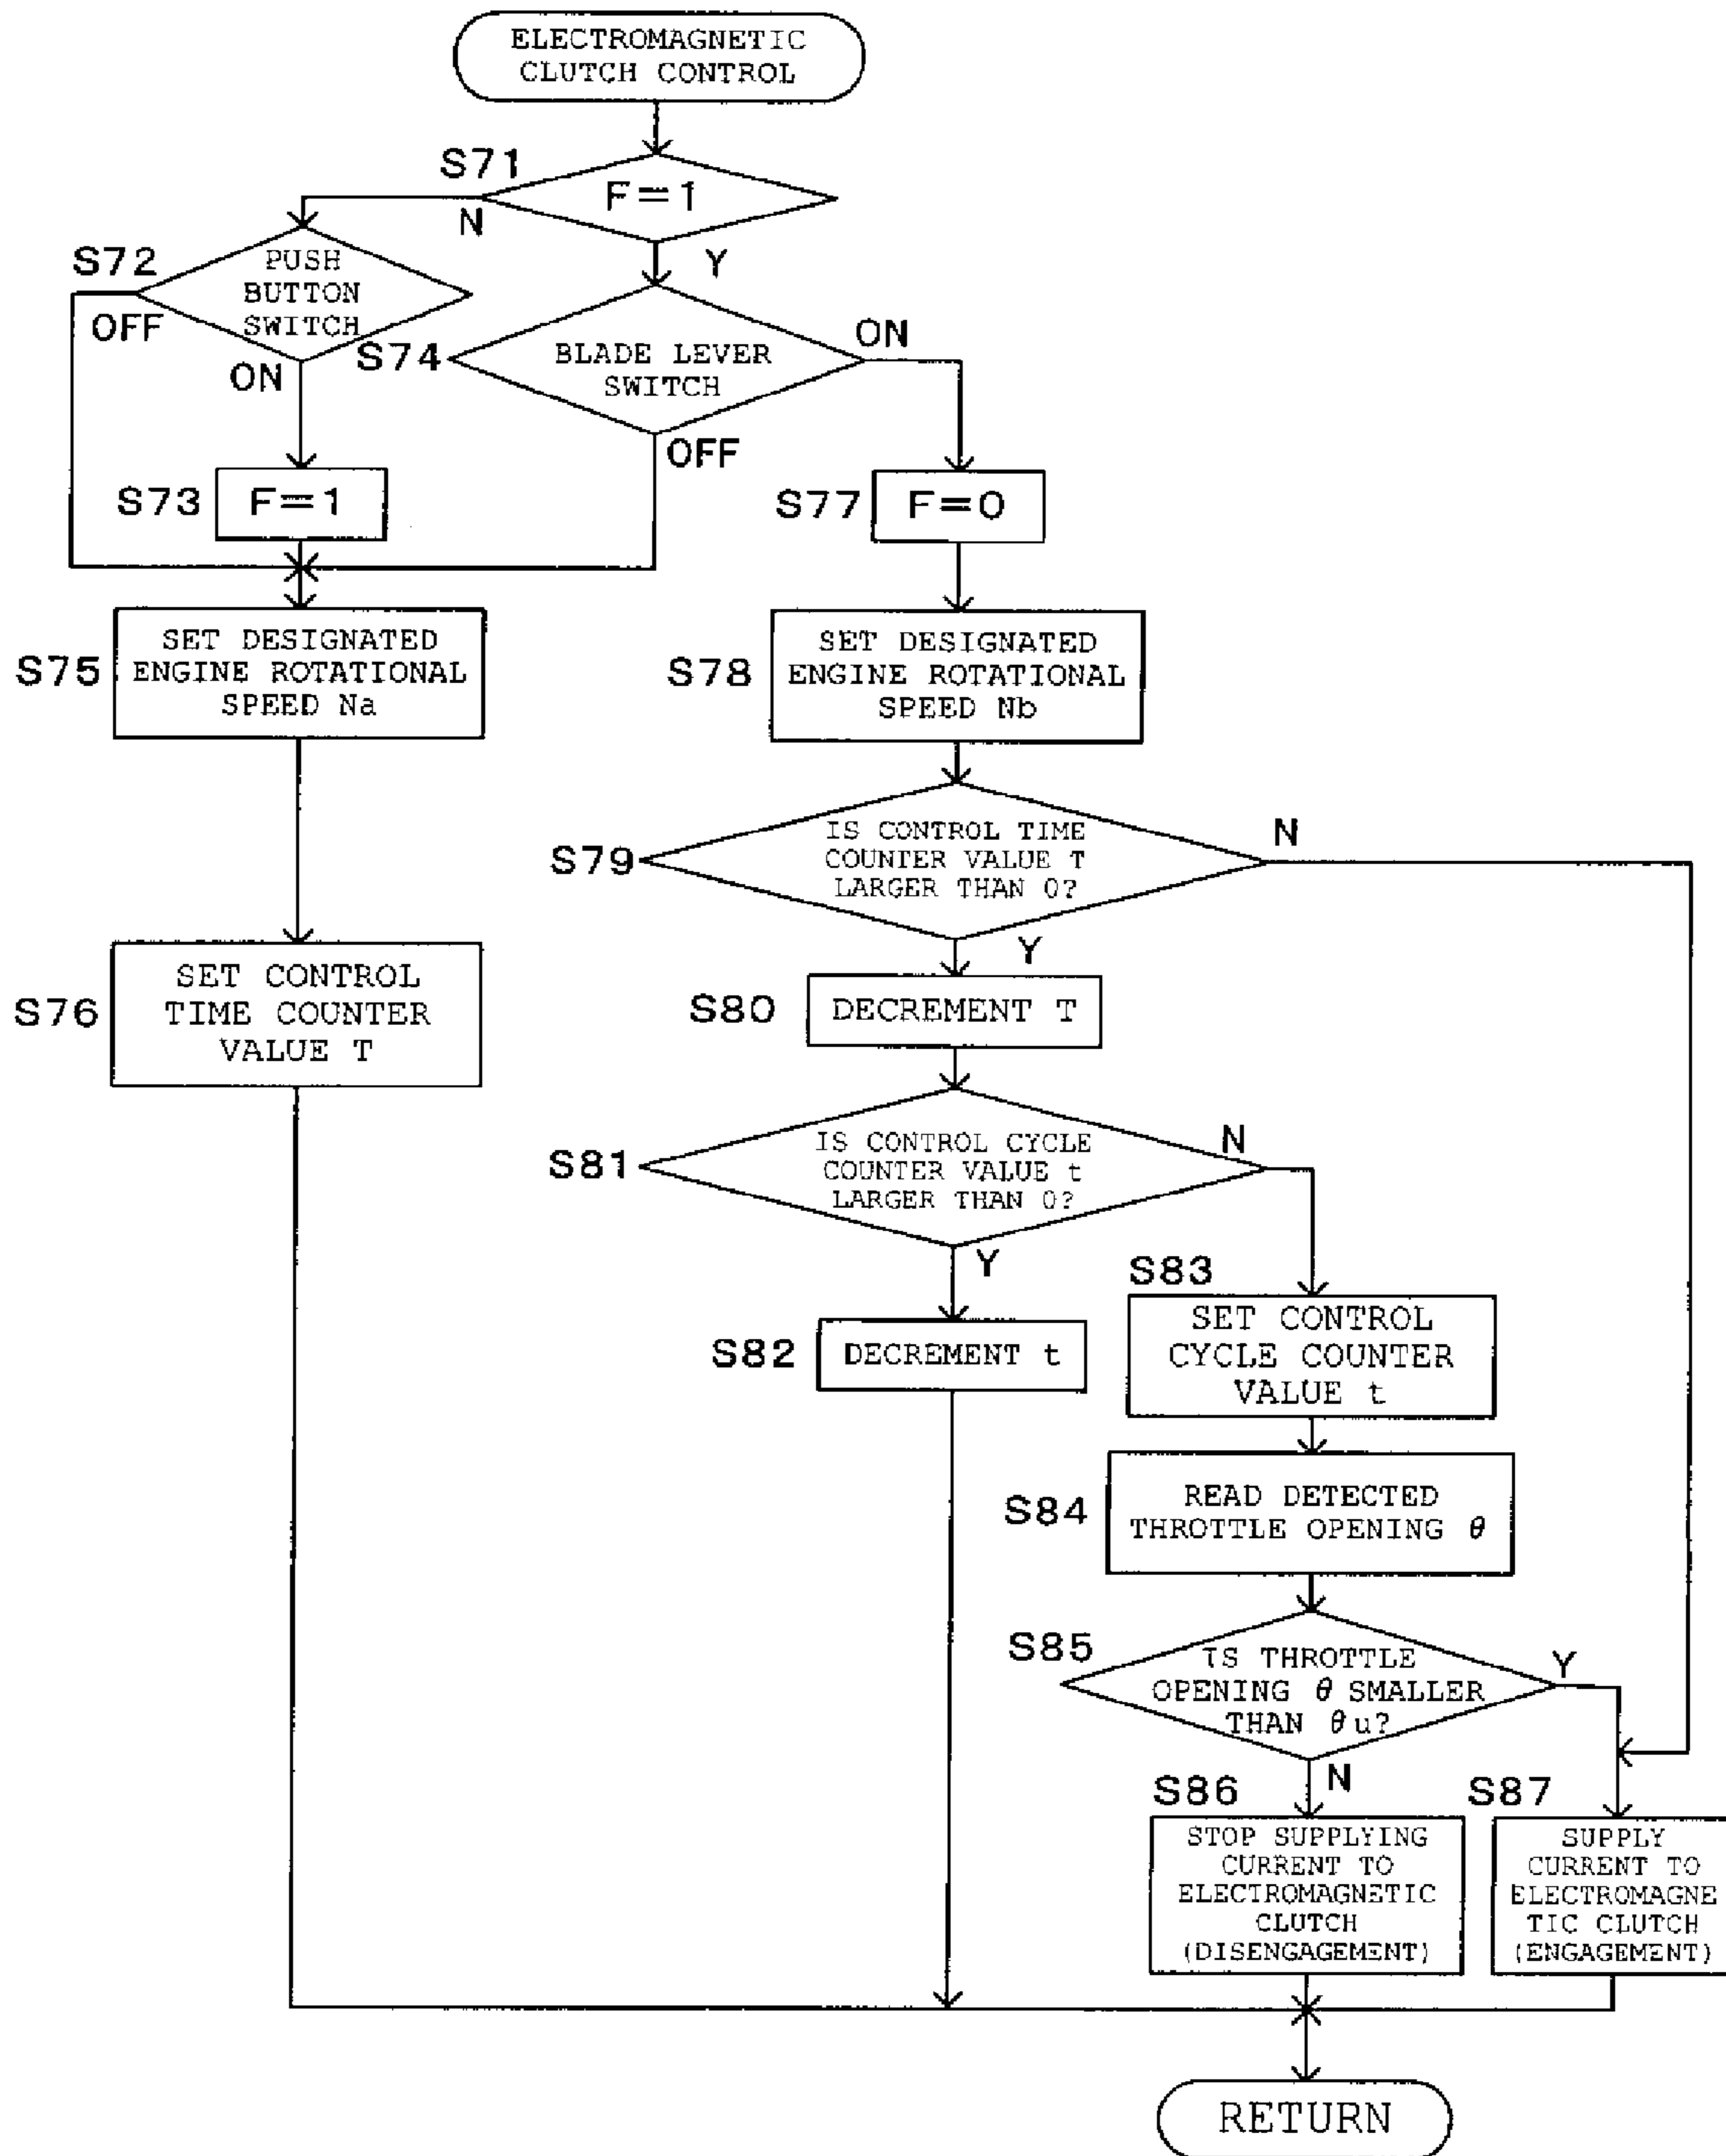 ELECTROMAGNETIC
CLUTCH CONTROL
S71
F=1
N
Y
S72
PUSH
BUTTON
SWITCH
OFF
ON
S74
BLADE LEVER
SWITCH
ON
OFF
S73
F=1
S77
F=0
S75
SET DESIGNATED
ENGINE ROTATIONAL
SPEED Na
S78
SET DESIGNATED
ENGINE ROTATIONAL
SPEED Nb
S79
IS CONTROL TIME
COUNTER VALUE T
LARGER THAN 0?
N
Y
S76
SET CONTROL
TIME COUNTER
VALUE T
S80
DECREMENT T
S81
IS CONTROL CYCLE
COUNTER VALUE t
LARGER THAN 0?
N
Y
S82
DECREMENT t
S83
SET CONTROL
CYCLE COUNTER
VALUE t
S84
READ DETECTED
THROTTLE OPENING θ
S85
IS THROTTLE
OPENING θ SMALLER
THAN θu?
Y
N
S86
STOP SUPPLYING
CURRENT TO
ELECTROMAGNETIC
CLUTCH
(DISENGAGEMENT)
S87
SUPPLY
CURRENT TO
ELECTROMAGNE
TIC CLUTCH
(ENGAGEMENT)
RETURN